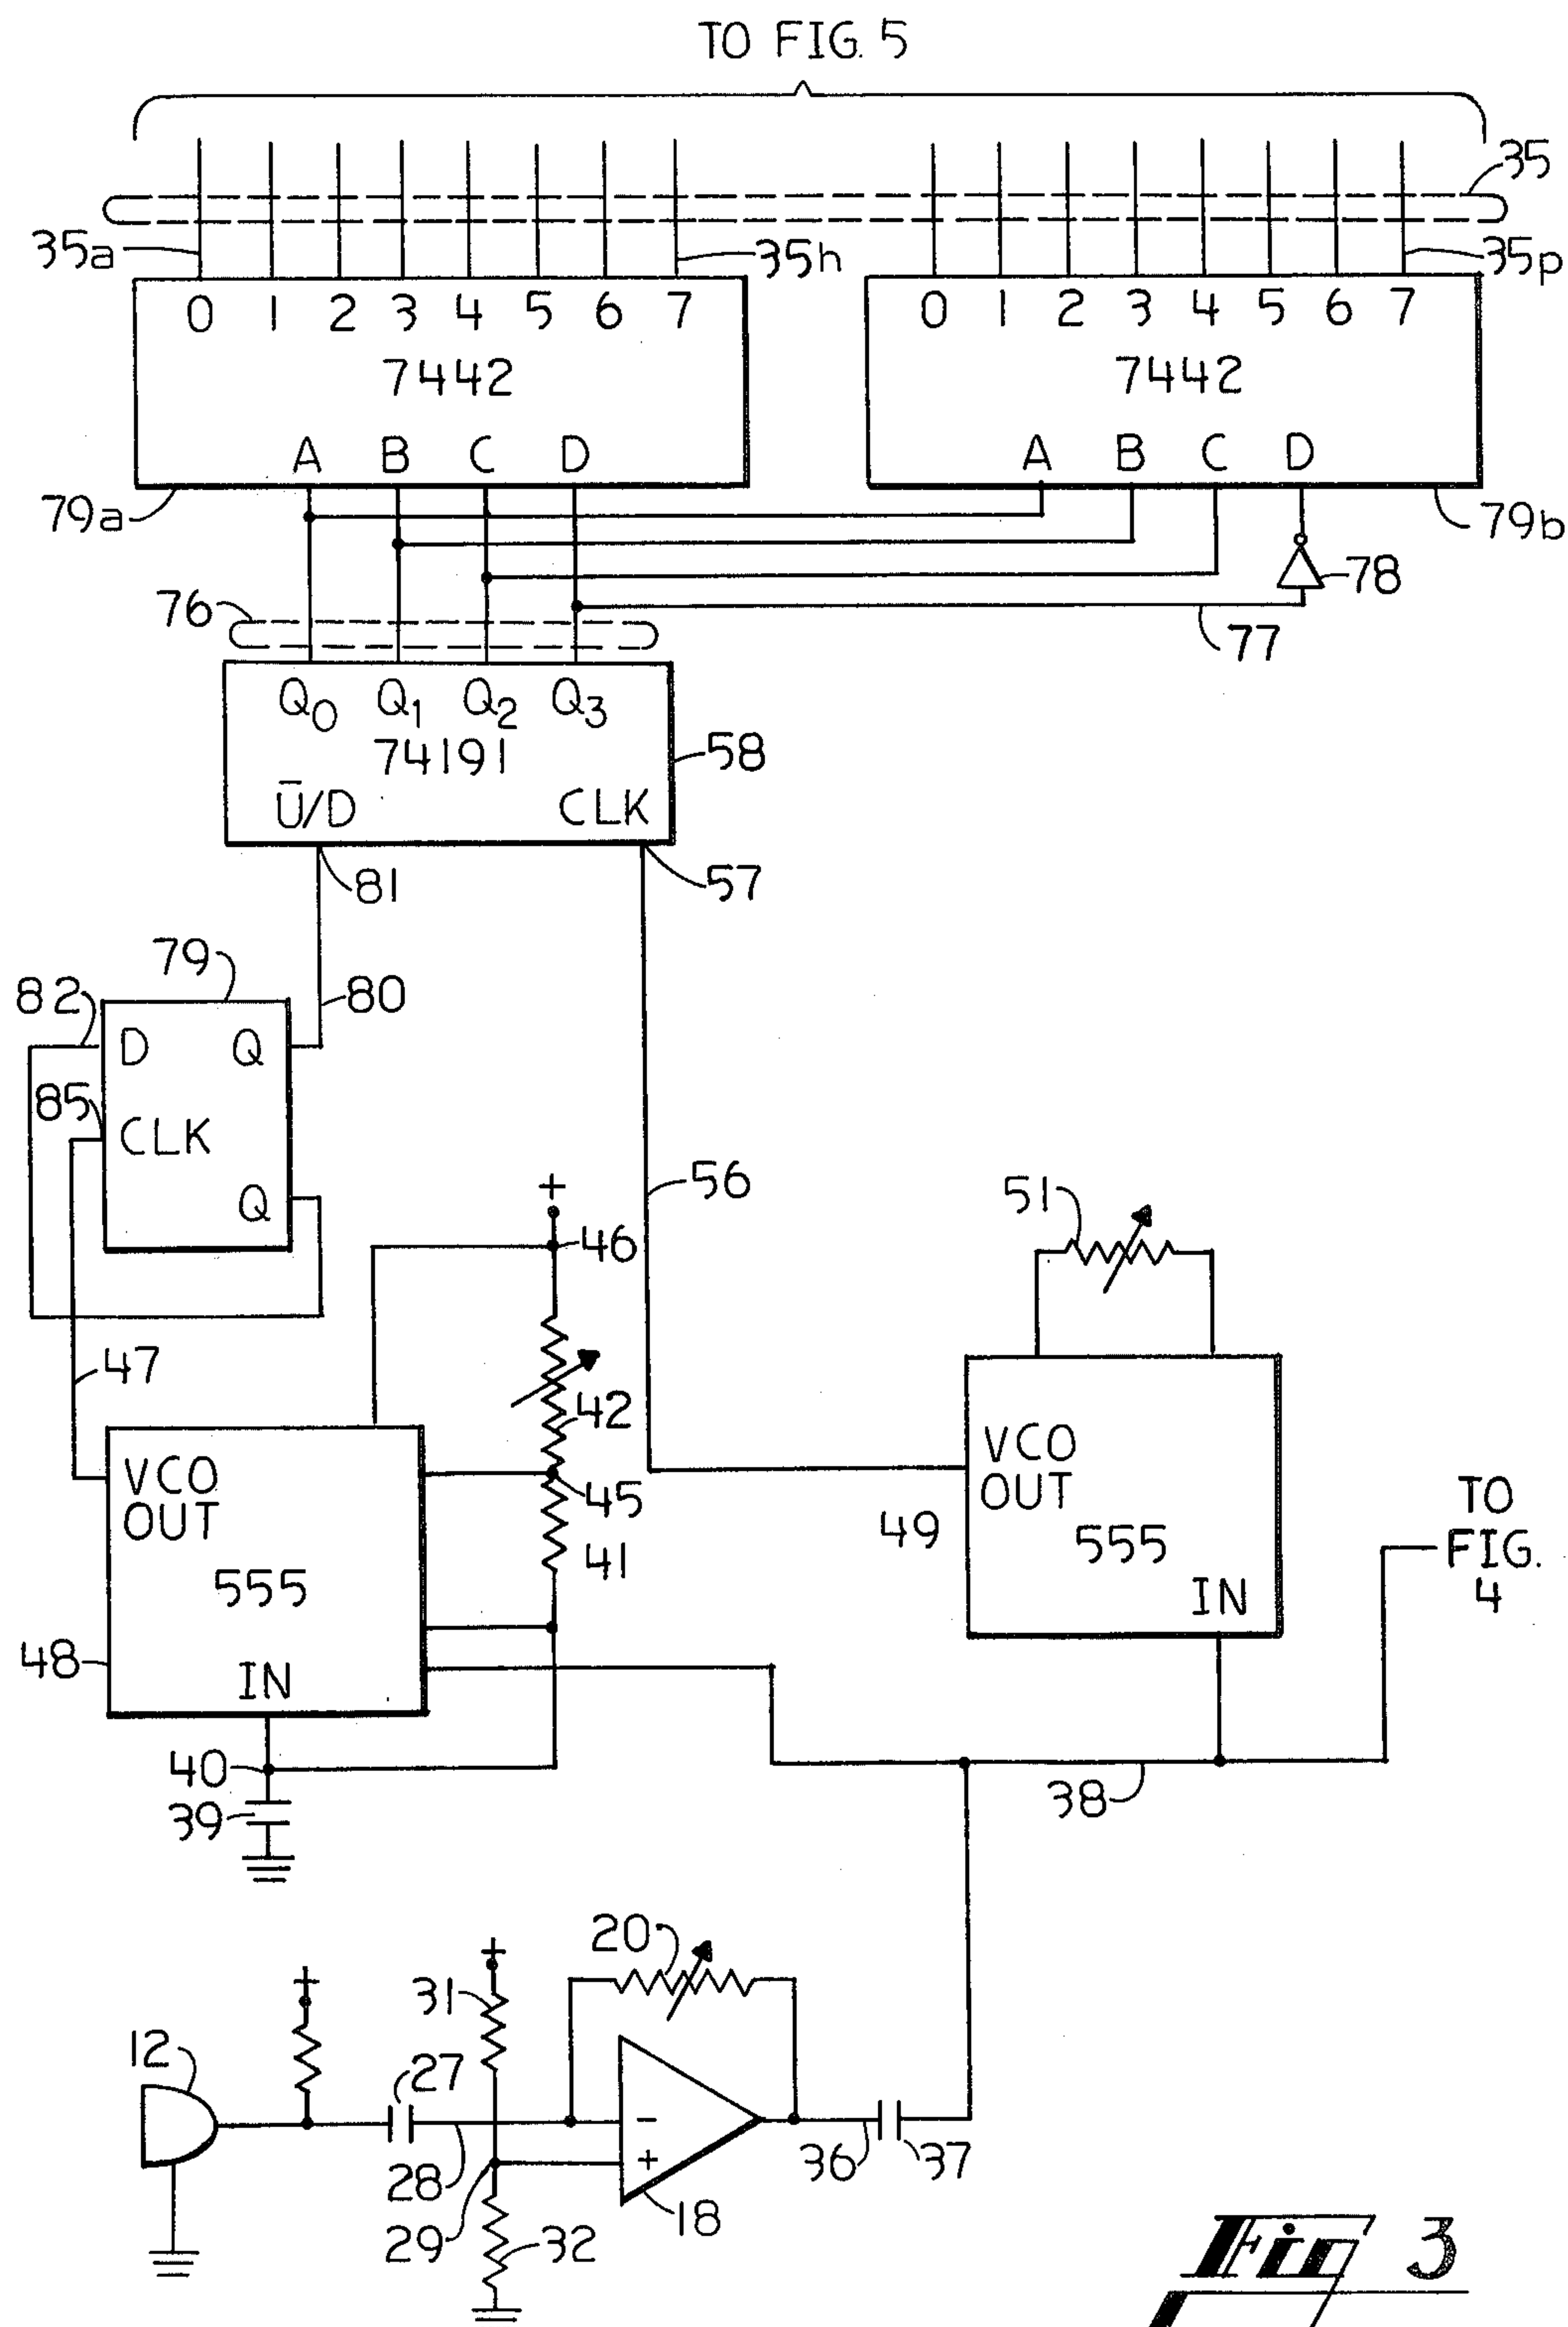 TO FIG. 5
35
35a
35h
35p
0 1 2 3 4 5 6 7
0 1 2 3 4 5 6 7
7442
7442
A B C D
A B C D
79a
79b
78
76
77
Q0 Q1 Q2 Q3
74191
58
U̅/D CLK
81
57
79
82
80
D Q
85
CLK
56
51
Q
+
46
47
42
VCO
OUT
45
VCO
OUT
49
TO
FIG.
4
41
555
555
IN
48
IN
40
38
39
20
+
31
+
12
27
-
+
36
37
28
18
29
32
Fig 3